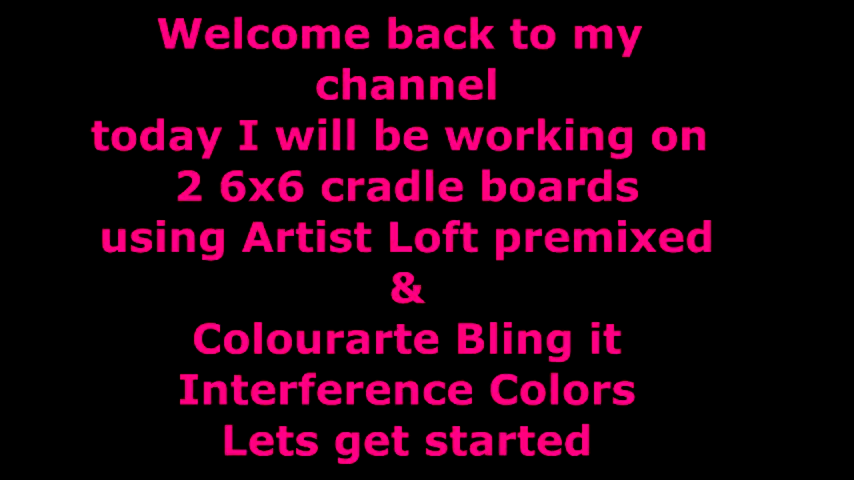 Welcome back to my
channel
today I will be working on
2 6x6 cradle boards
using Artist Loft premixed
&
Colourarte Bling it
Interference Colors
Lets get started